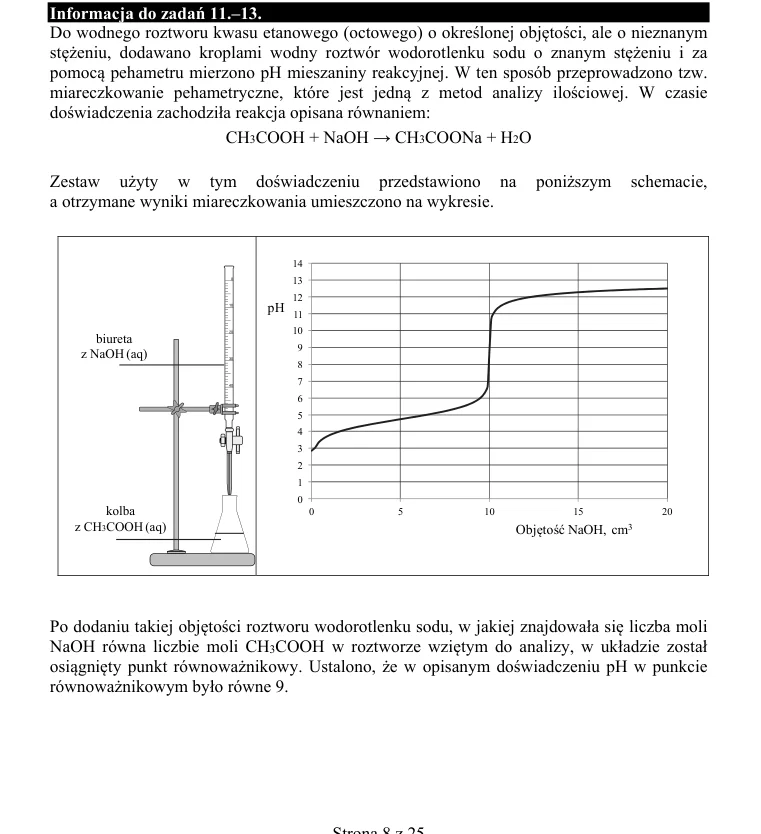 Informacja do zadań 11.–13.
Do wodnego roztworu kwasu etanowego (octowego) o określonej objętości, ale o nieznanym
stężeniu, dodawano kroplami wodny roztwór wodorotlenku sodu o znanym stężeniu i za
pomocą pehametru mierzono pH mieszaniny reakcyjnej. W ten sposób przeprowadzono tzw.
miareczkowanie pehametryczne, które jest jedną z metod analizy ilościowej. W czasie
doświadczenia zachodziła reakcja opisana równaniem:
CH3COOH + NaOH → CH3COONa + H2O
Zestaw użyty w tym doświadczeniu przedstawiono na poniższym schemacie,
a otrzymane wyniki miareczkowania umieszczono na wykresie.
biureta
z NaOH (aq)
kolba
z CH3COOH (aq)
pH
14
13
12
11
10
9
8
7
6
5
4
3
2
1
0
0 5 10 15 20
Objętość NaOH, cm³
Po dodaniu takiej objętości roztworu wodorotlenku sodu, w jakiej znajdowała się liczba moli
NaOH równa liczbie moli CH3COOH w roztworze wziętym do analizy, w układzie został
osiągnięty punkt równoważnikowy. Ustalono, że w opisanym doświadczeniu pH w punkcie
równoważnikowym było równe 9.
Strona 8 z 25